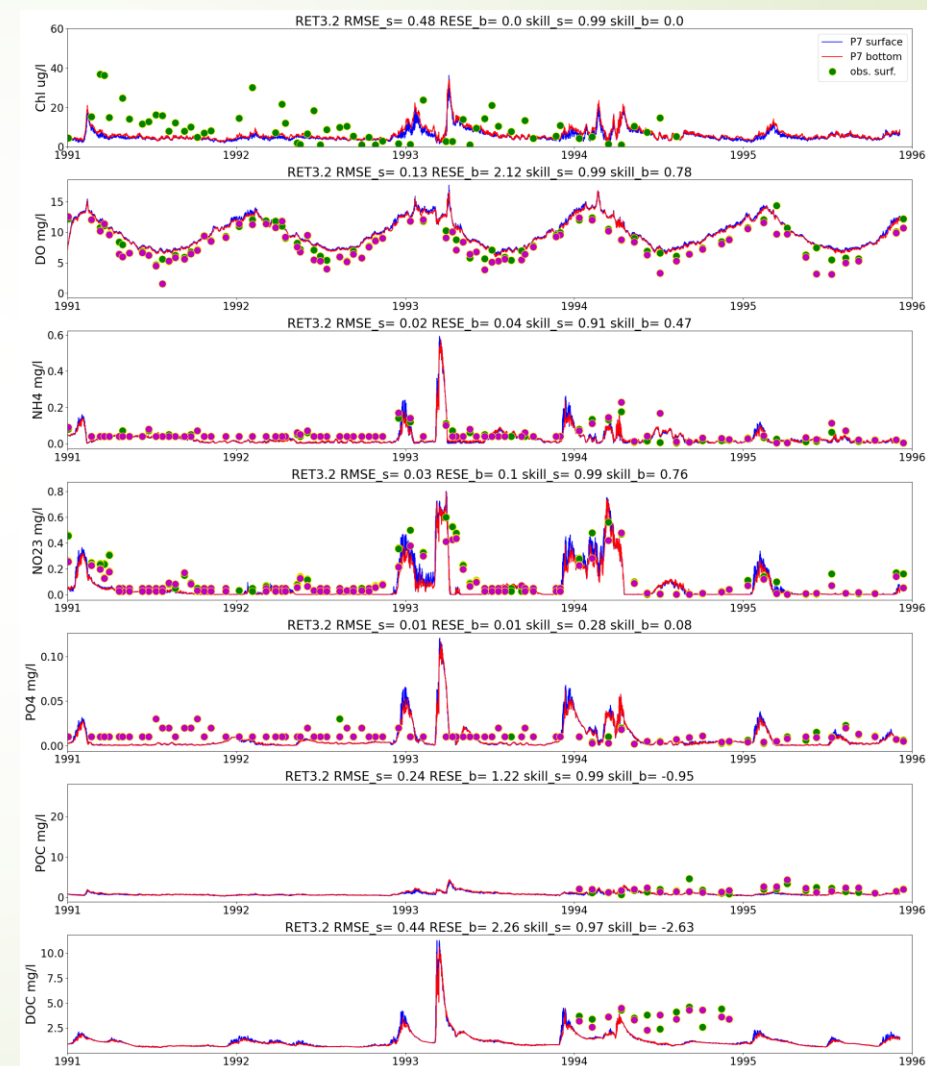 RET3.2 RMSE_s= 0.48 RESE_b= 0.0 skill_s= 0.99 skill_b= 0.0
60
40
20
0
Chl ug/l
P7 surface
P7 bottom
obs. surf.
1991 1992 1993 1994 1995 1996
RET3.2 RMSE_s= 0.13 RESE_b= 2.12 skill_s= 0.99 skill_b= 0.78
15
10
5
0
DO mg/l
1991 1992 1993 1994 1995 1996
RET3.2 RMSE_s= 0.02 RESE_b= 0.04 skill_s= 0.91 skill_b= 0.47
0.6
0.4
0.2
0.0
NH4 mg/l
1991 1992 1993 1994 1995 1996
RET3.2 RMSE_s= 0.03 RESE_b= 0.1 skill_s= 0.99 skill_b= 0.76
0.8
0.6
0.4
0.2
0.0
NO23 mg/l
1991 1992 1993 1994 1995 1996
RET3.2 RMSE_s= 0.01 RESE_b= 0.01 skill_s= 0.28 skill_b= 0.08
0.10
0.05
0.00
PO4 mg/l
1991 1992 1993 1994 1995 1996
RET3.2 RMSE_s= 0.24 RESE_b= 1.22 skill_s= 0.99 skill_b= -0.95
20
10
0
POC mg/l
1991 1992 1993 1994 1995 1996
RET3.2 RMSE_s= 0.44 RESE_b= 2.26 skill_s= 0.97 skill_b= -2.63
10.0
7.5
5.0
2.5
DOC mg/l
1991 1992 1993 1994 1995 1996